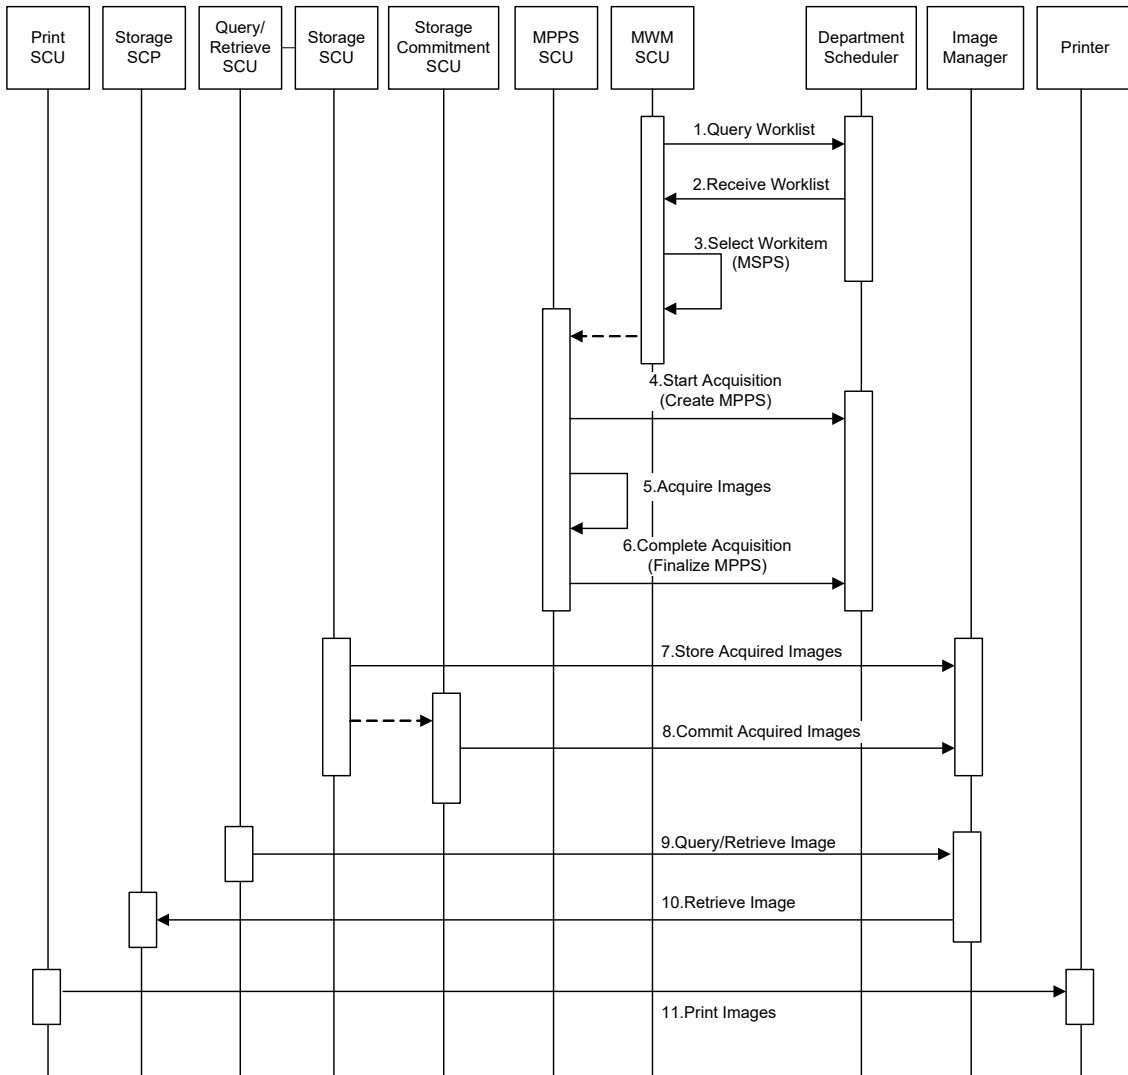 Print
SCU
Storage
SCP
Query/
Retrieve
SCU
Storage
SCU
Storage
Commitment
SCU
MPPS
SCU
MWM
SCU
Department
Scheduler
Image
Manager
Printer
1.Query Worklist
2.Receive Worklist
3.Select Workitem
(MSPS)
4.Start Acquisition
(Create MPPS)
5.Acquire Images
6.Complete Acquisition
(Finalize MPPS)
7.Store Acquired Images
8.Commit Acquired Images
9.Query/Retrieve Image
10.Retrieve Image
11.Print Images